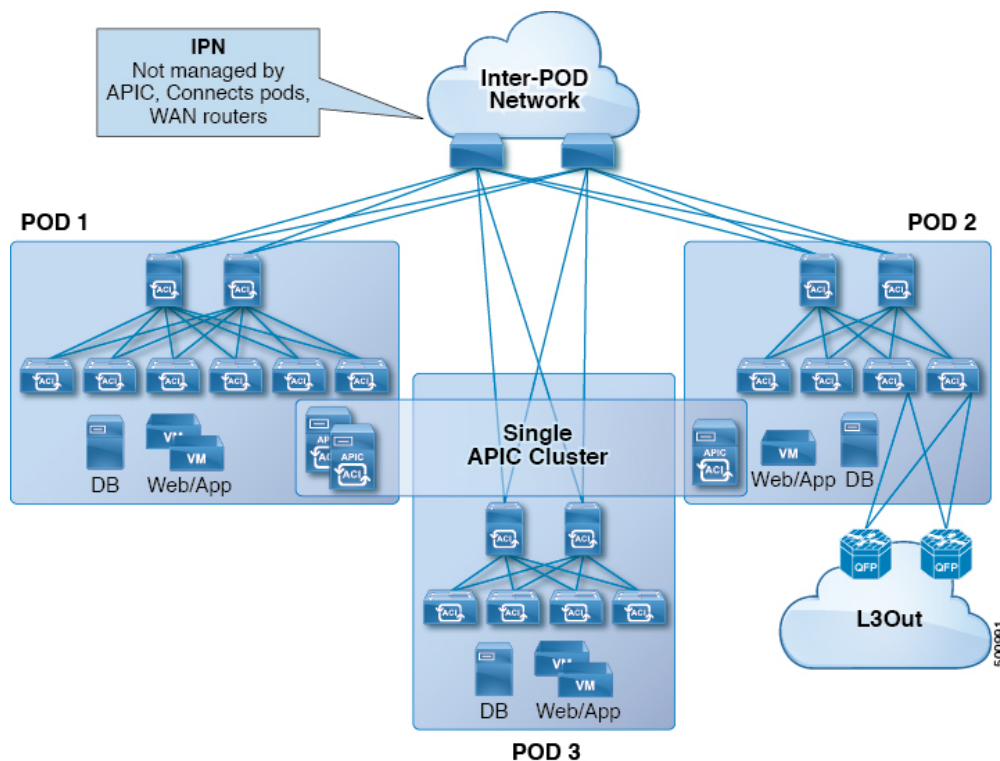 IPN
Not managed by
APIC, Connects pods,
WAN routers
Inter-POD
Network
POD 1
POD 2
ACI
ACI
ACI
ACI
ACI
ACI
ACI
ACI
ACI
ACI
ACI
ACI
ACI
ACI
DB
VM
VM
Web/App
APIC
ACI
Single
APIC Cluster
APIC
ACI
VM
Web/App
DB
ACI
ACI
ACI
ACI
ACI
ACI
DB
VM
VM
Web/App
POD 3
QFP
QFP
L3Out
500991